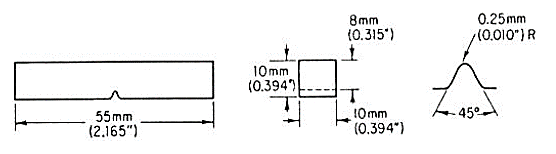 55mm
(2.165")
8mm
(0.315")
10mm
(0.394")
10mm
(0.394")
0.25mm
(0.010") R
45°